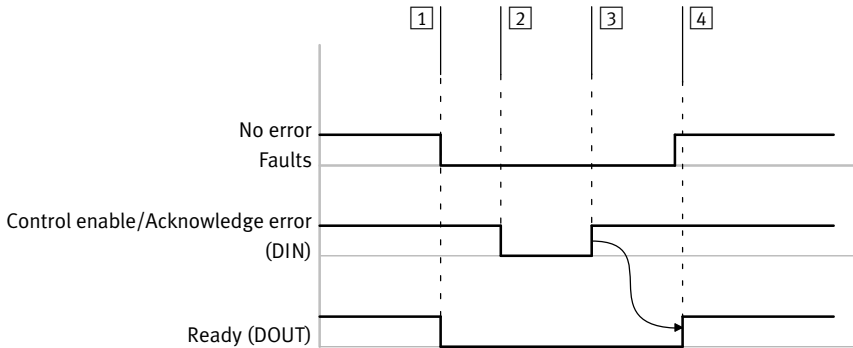 1
2
3
4
No error
Faults
Control enable/Acknowledge error
(DIN)
Ready (DOUT)